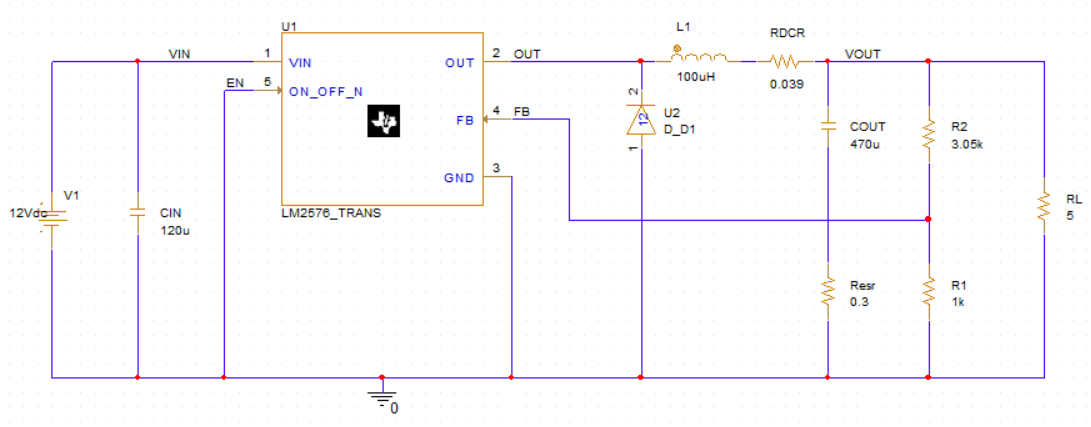 U1
VIN
1
VIN
OUT
2
OUT
EN
5
ON_OFF_N
FB
4
FB
GND
3
LM2576_TRANS
V1
12Vdc
CIN
120u
L1
100uH
RDCR
0.039
VOUT
2
12
1
U2
D_D1
COUT
470u
R2
3.05k
RL
5
Resr
0.3
R1
1k
0